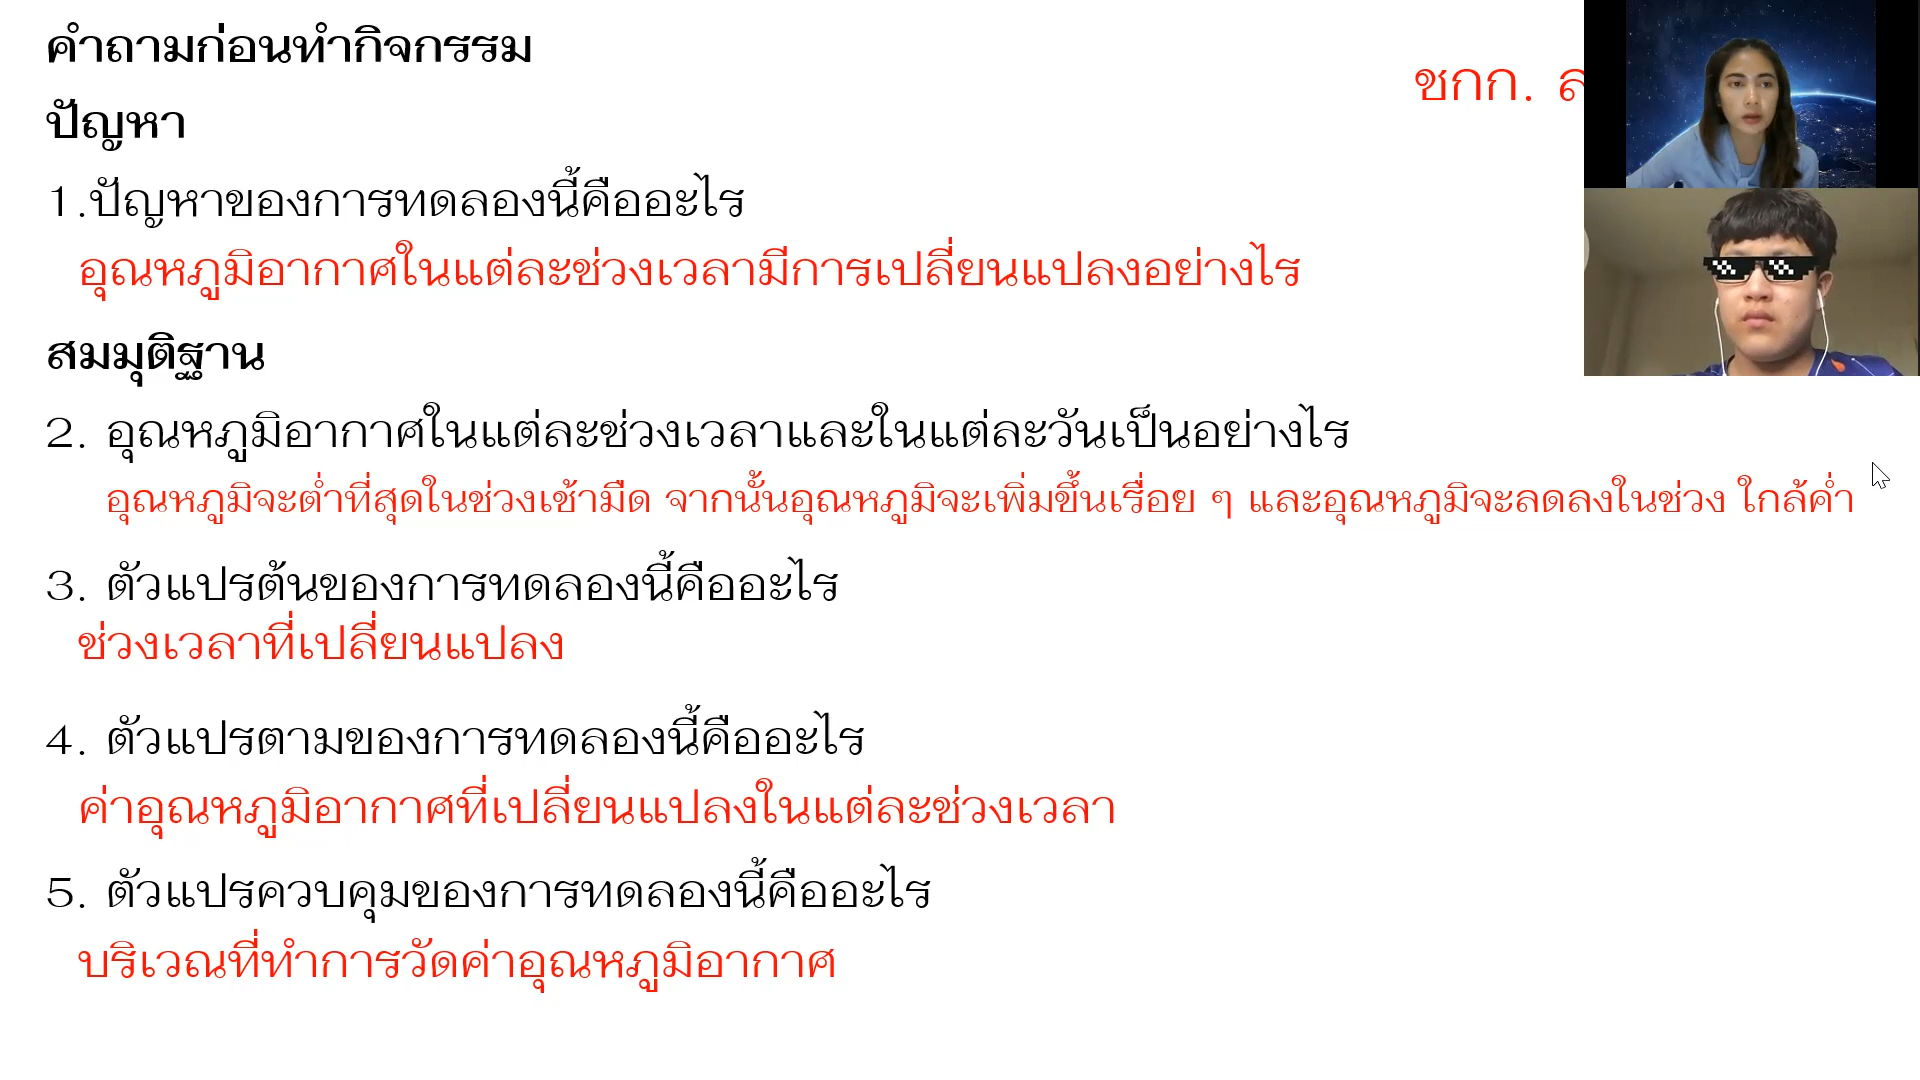 คำถามก่อนทำกิจกรรม
ชกก.
ปัญหา
1.ปัญหาของการทดลองนี้คืออะไร
อุณหภูมิอากาศในแต่ละช่วงเวลามีการเปลี่ยนแปลงอย่างไร
สมมุติฐาน
2. อุณหภูมิอากาศในแต่ละช่วงเวลาและในแต่ละวันเป็นอย่างไร
อุณหภูมิจะต่ำที่สุดในช่วงเช้ามืด จากนั้นอุณหภูมิจะเพิ่มขึ้นเรื่อย ๆ และอุณหภูมิจะลดลงในช่วง ใกล้ค่ำ
3. ตัวแปรต้นของการทดลองนี้คืออะไร
ช่วงเวลาที่เปลี่ยนแปลง
4. ตัวแปรตามของการทดลองนี้คืออะไร
ค่าอุณหภูมิอากาศที่เปลี่ยนแปลงในแต่ละช่วงเวลา
5. ตัวแปรควบคุมของการทดลองนี้คืออะไร
บริเวณที่ทำการวัดค่าอุณหภูมิอากาศ